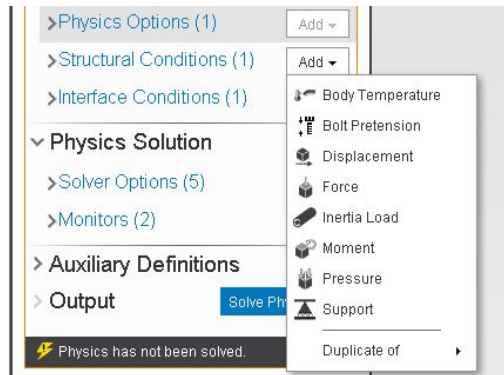 Physics Options (1) Add
Structural Conditions (1) Add
Interface Conditions (1)
Body Temperature
Bolt Pretension
Displacement
Force
Inertia Load
Moment
Pressure
Support
Duplicate of
Physics Solution
Solver Options (5)
Monitors (2)
Auxiliary Definitions
Output
Solve
Physics has not been solved.